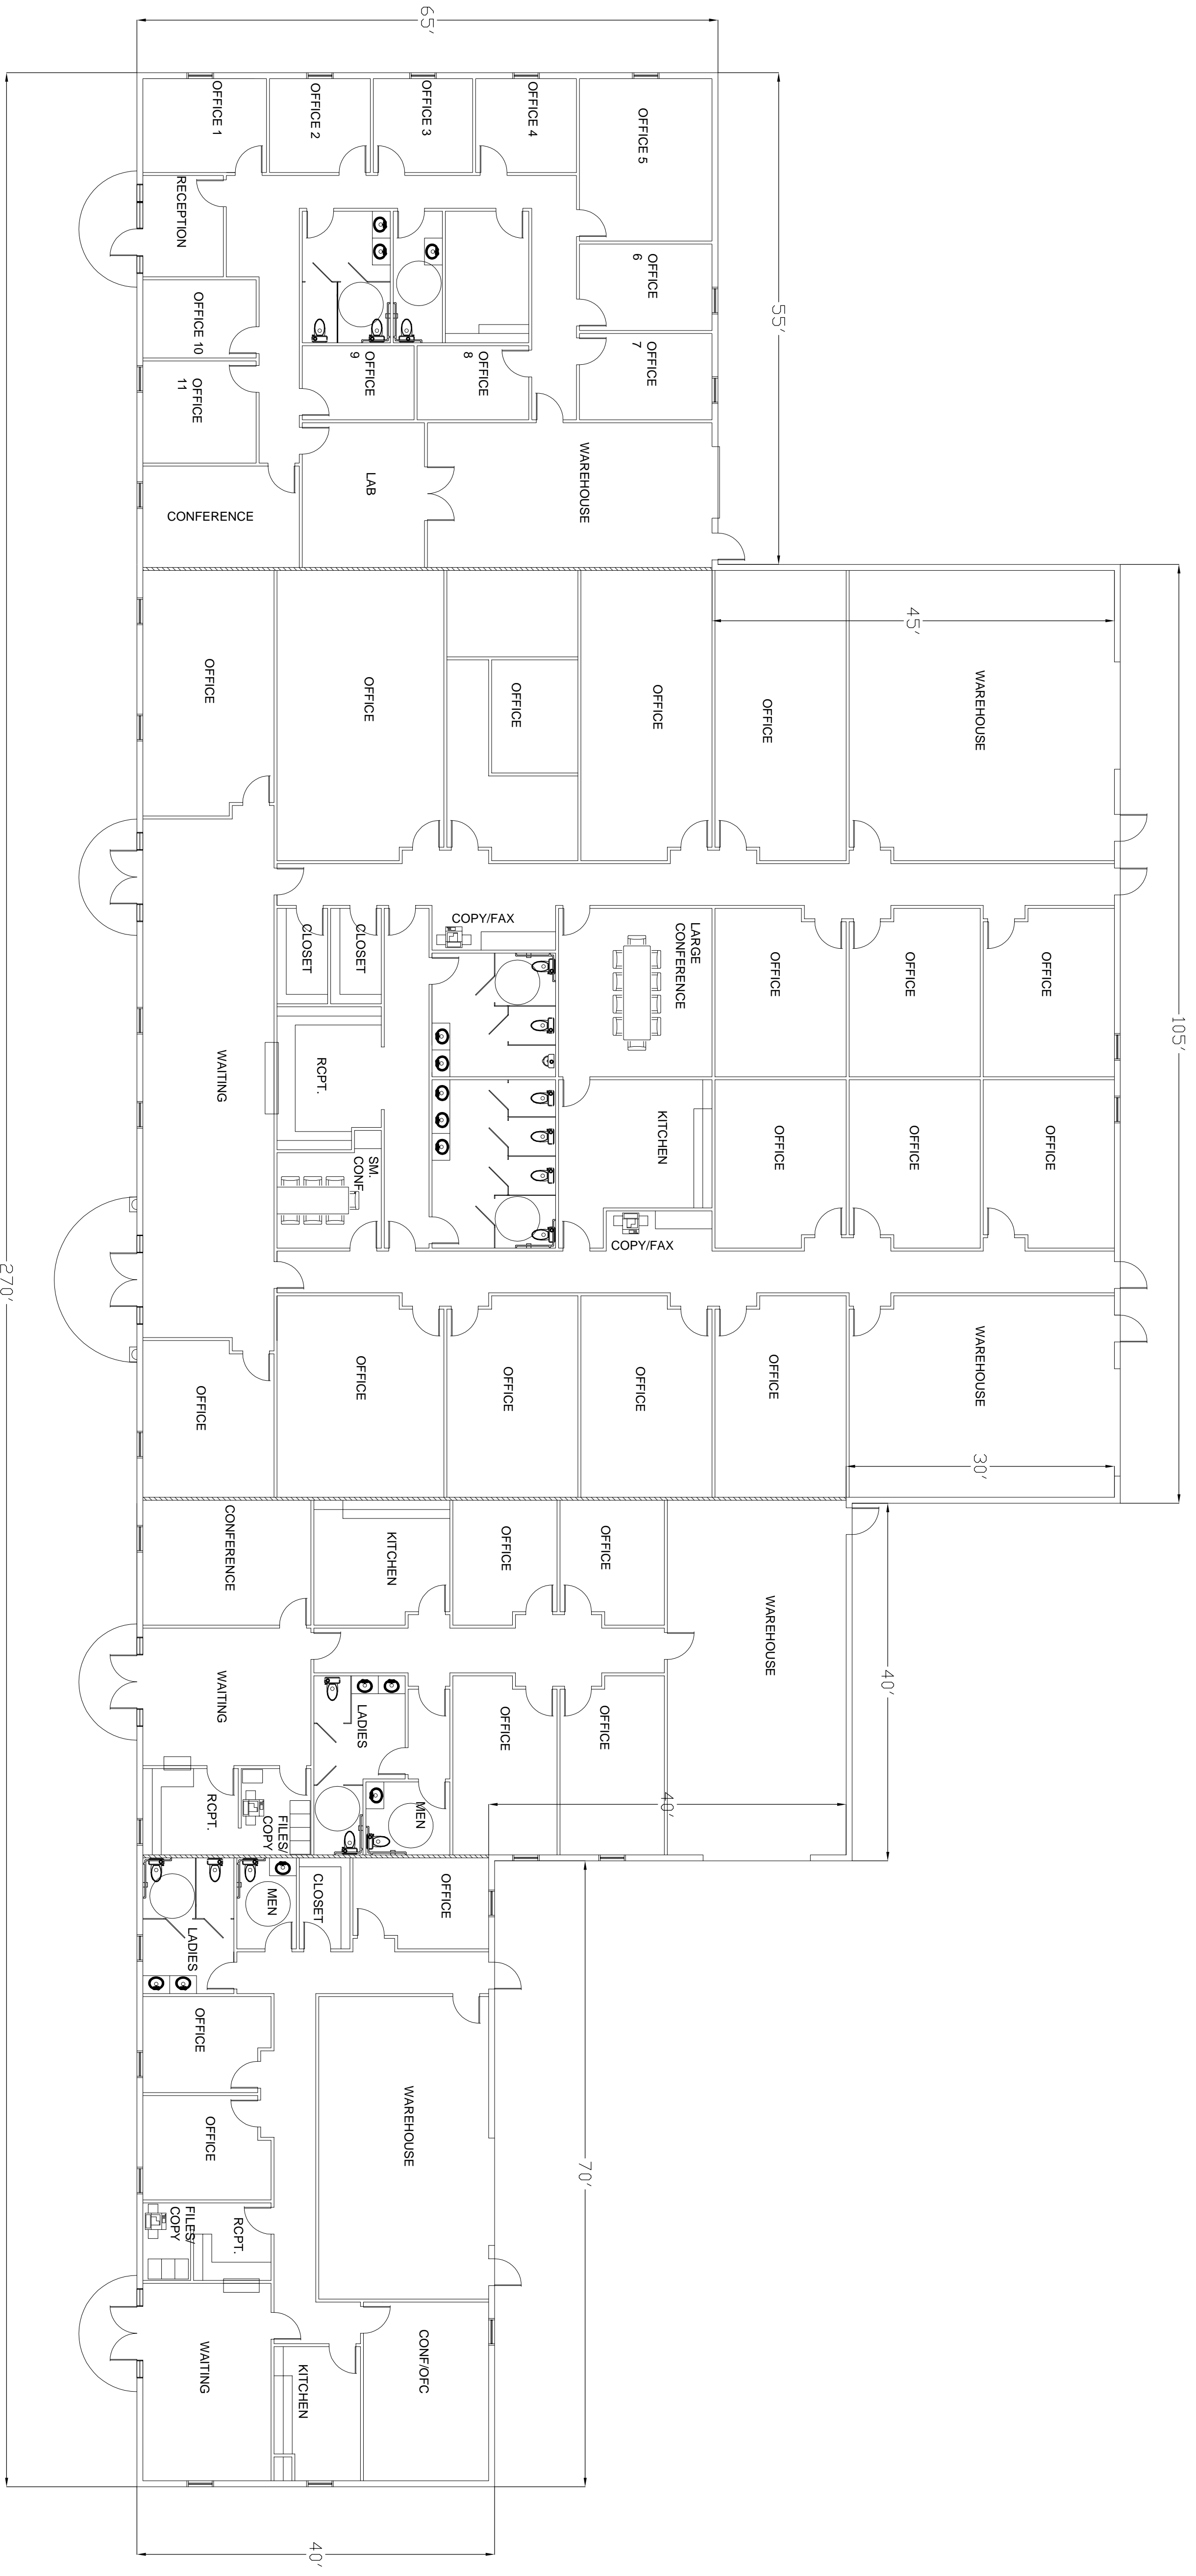 65'
270'
55'
105'
45'
30'
40'
40'
70'
40'
OFFICE 1
OFFICE 2
OFFICE 3
OFFICE 4
OFFICE 5
RECEPTION
OFFICE
6
OFFICE
7
OFFICE
8
OFFICE
9
OFFICE 10
OFFICE
11
LAB
WAREHOUSE
CONFERENCE
OFFICE
OFFICE
OFFICE
OFFICE
OFFICE
WAREHOUSE
CLOSET
CLOSET
COPY/FAX
LARGE
CONFERENCE
OFFICE
OFFICE
OFFICE
WAITING
RCPT.
SM.
CONF
KITCHEN
COPY/FAX
OFFICE
OFFICE
OFFICE
OFFICE
OFFICE
OFFICE
OFFICE
OFFICE
WAREHOUSE
CONFERENCE
KITCHEN
OFFICE
OFFICE
WAREHOUSE
WAITING
LADIES
OFFICE
OFFICE
RCPT.
FILES/
COPY
MEN
LADIES
MEN
CLOSET
OFFICE
OFFICE
OFFICE
WAREHOUSE
FILES/
COPY
RCPT.
WAITING
KITCHEN
CONF/OFC